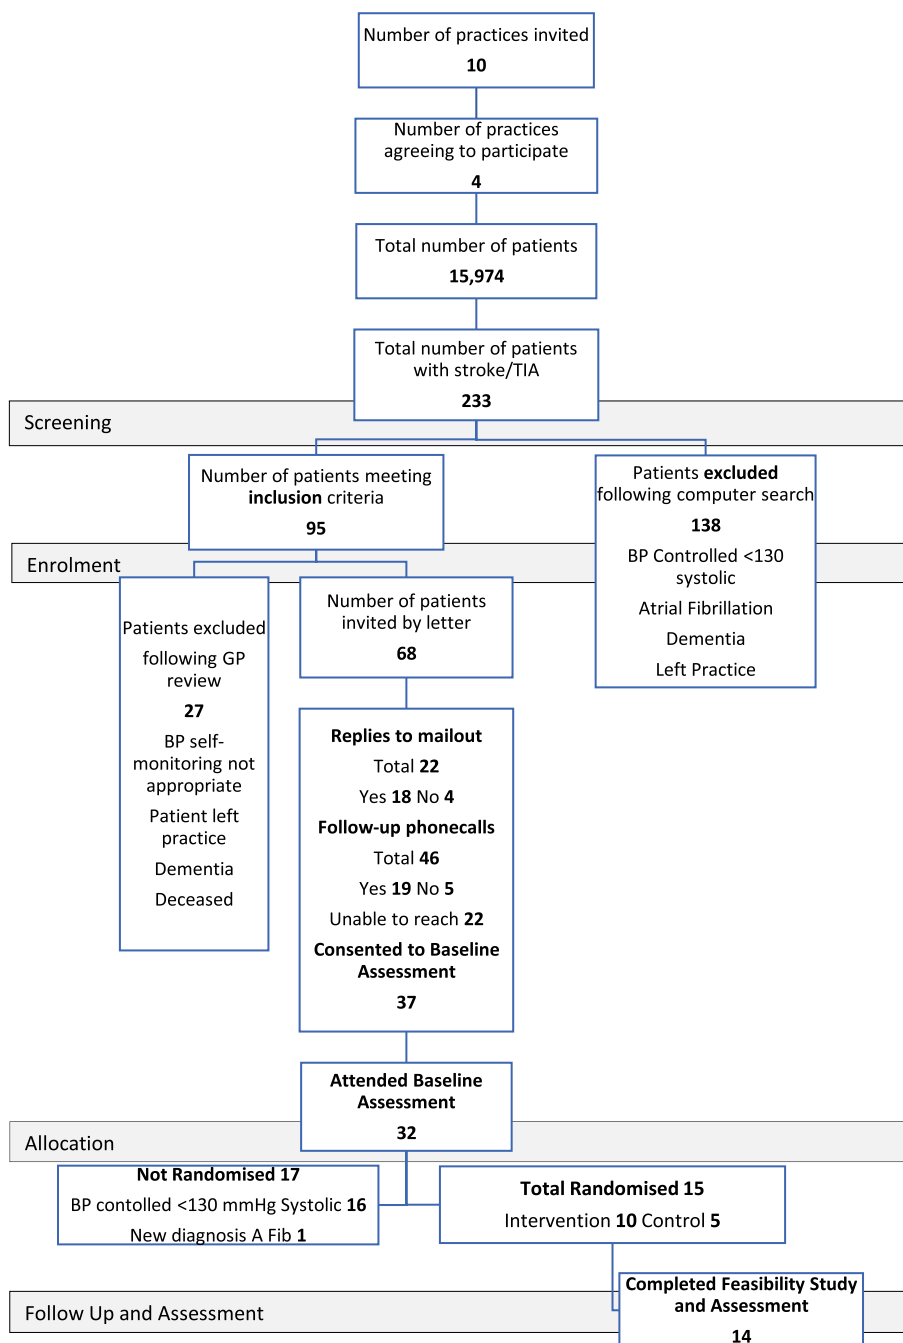 Number of practices invited
10
Number of practices
agreeing to participate
4
Total number of patients
15,974
Total number of patients
with stroke/TIA
233
Screening
Number of patients meeting
inclusion criteria
95
Patients excluded
following computer search
138
BP Controlled <130
systolic
Atrial Fibrillation
Dementia
Left Practice
Enrolment
Patients excluded
following GP
review
27
BP self-
monitoring not
appropriate
Patient left
practice
Dementia
Deceased
Number of patients
invited by letter
68
Replies to mailout
Total 22
Yes 18 No 4
Follow-up phonecalls
Total 46
Yes 19 No 5
Unable to reach 22
Consented to Baseline
Assessment
37
Attended Baseline
Assessment
32
Allocation
Not Randomised 17
BP contolled <130 mmHg Systolic 16
New diagnosis A Fib 1
Total Randomised 15
Intervention 10 Control 5
Follow Up and Assessment
Completed Feasibility Study
and Assessment
14